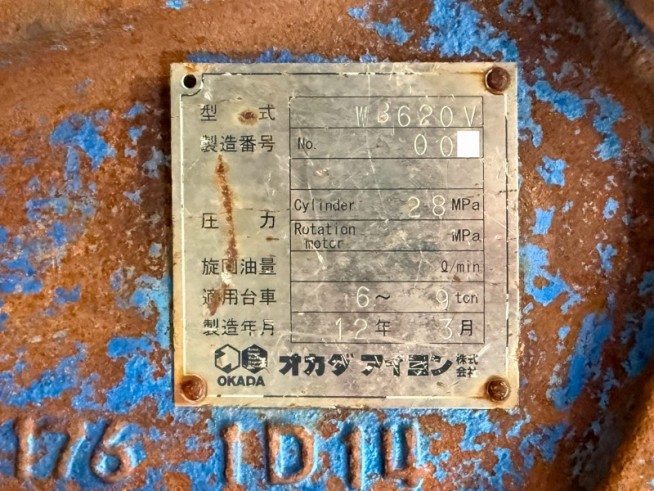 型 式 WB620V
製造番号 No. 00
圧 力 Cylinder 28 MPa
Rotation motor MPa
旋回油量 ℓ/min
適用台車 6〜 9 ton
製造年月 12年 3月
OKADA オカダ アイヨン 株式会社
176 1D14